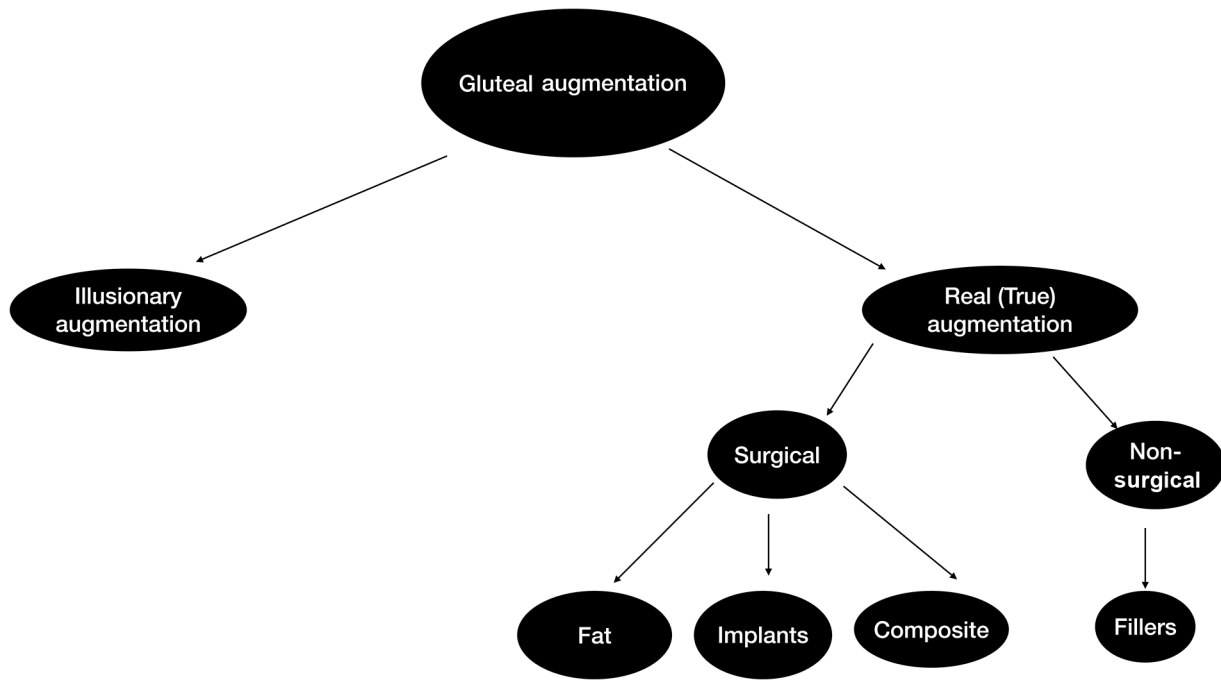 Gluteal augmentation
Illusionary
augmentation
Real (True)
augmentation
Surgical
Non-
surgical
Fat
Implants
Composite
Fillers